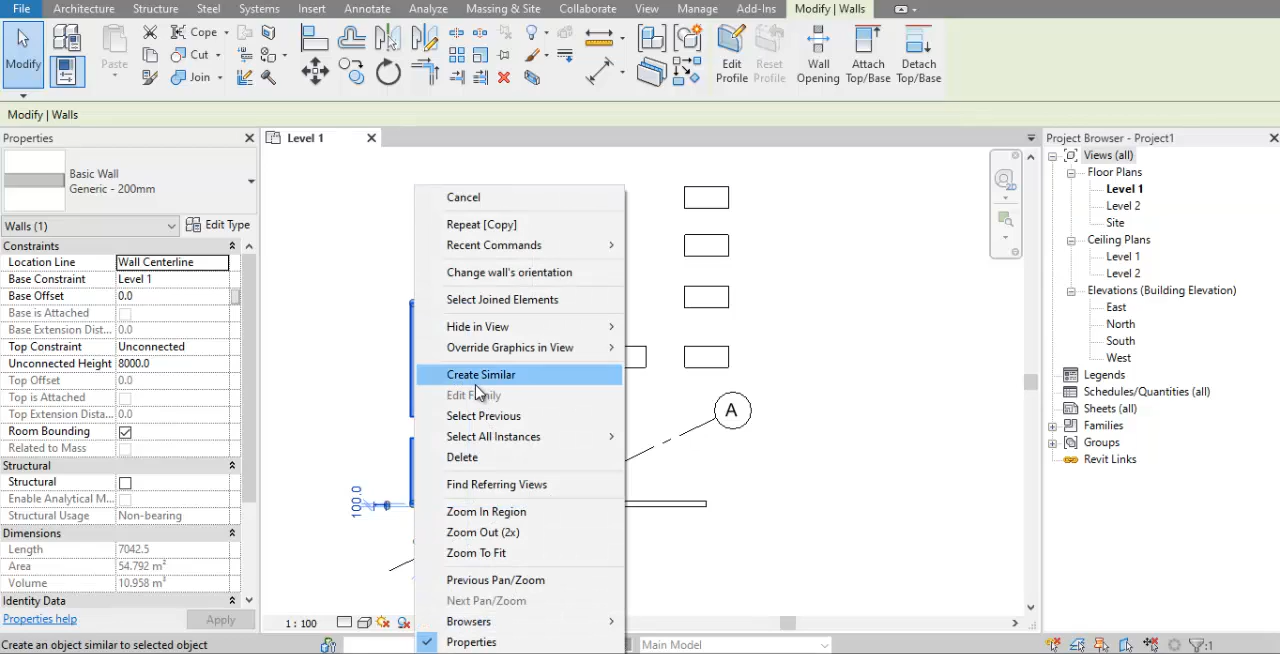 File Architecture Structure Steel Systems Insert Annotate Analyze Massing & Site Collaborate View Manage Add-Ins Modify | Walls
Modify
Paste
Cope
Cut
Join
Edit Profile
Reset Profile
Wall Opening
Attach Top/Base
Detach Top/Base
Modify | Walls
Properties
Basic Wall
Generic - 200mm
Walls (1)
Edit Type
Constraints
Location Line Wall Centerline
Base Constraint Level 1
Base Offset 0.0
Base is Attached
Base Extension Dist... 0.0
Top Constraint Unconnected
Unconnected Height 8000.0
Top Offset 0.0
Top is Attached
Top Extension Dista... 0.0
Room Bounding
Related to Mass
Structural
Structural
Enable Analytical M...
Structural Usage Non-bearing
Dimensions
Length 7042.5
Area 54.792 m²
Volume 10.958 m³
Identity Data
Properties help
Apply
Create an object similar to selected object
Level 1
Cancel
Repeat [Copy]
Recent Commands
Change wall's orientation
Select Joined Elements
Hide in View
Override Graphics in View
Create Similar
Edit Family
Select Previous
Select All Instances
Delete
Find Referring Views
Zoom In Region
Zoom Out (2x)
Zoom To Fit
Previous Pan/Zoom
Next Pan/Zoom
Browsers
Properties
100.0
A
2D
1 : 100
Main Model
Project Browser - Project1
Views (all)
Floor Plans
Level 1
Level 2
Site
Ceiling Plans
Level 1
Level 2
Elevations (Building Elevation)
East
North
South
West
Legends
Schedules/Quantities (all)
Sheets (all)
Families
Groups
Revit Links
:1